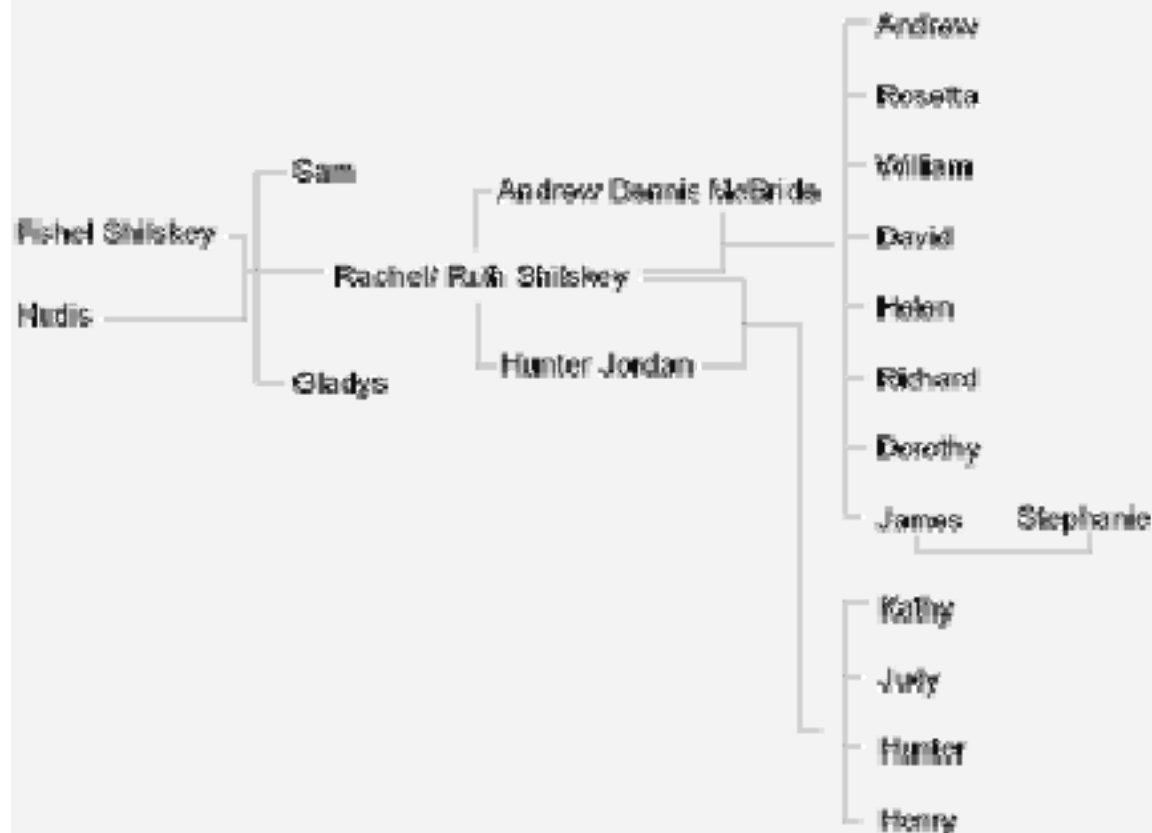 Fishel Shilskey
Hudis
Sam
Rachel/ Ruth Shilskey
Gladys
Andrew Dennis McBride
Hunter Jordan
Andrew
Rosetta
William
David
Helen
Richard
Dorothy
James Stephanie
Kathy
Judy
Hunter
Henry